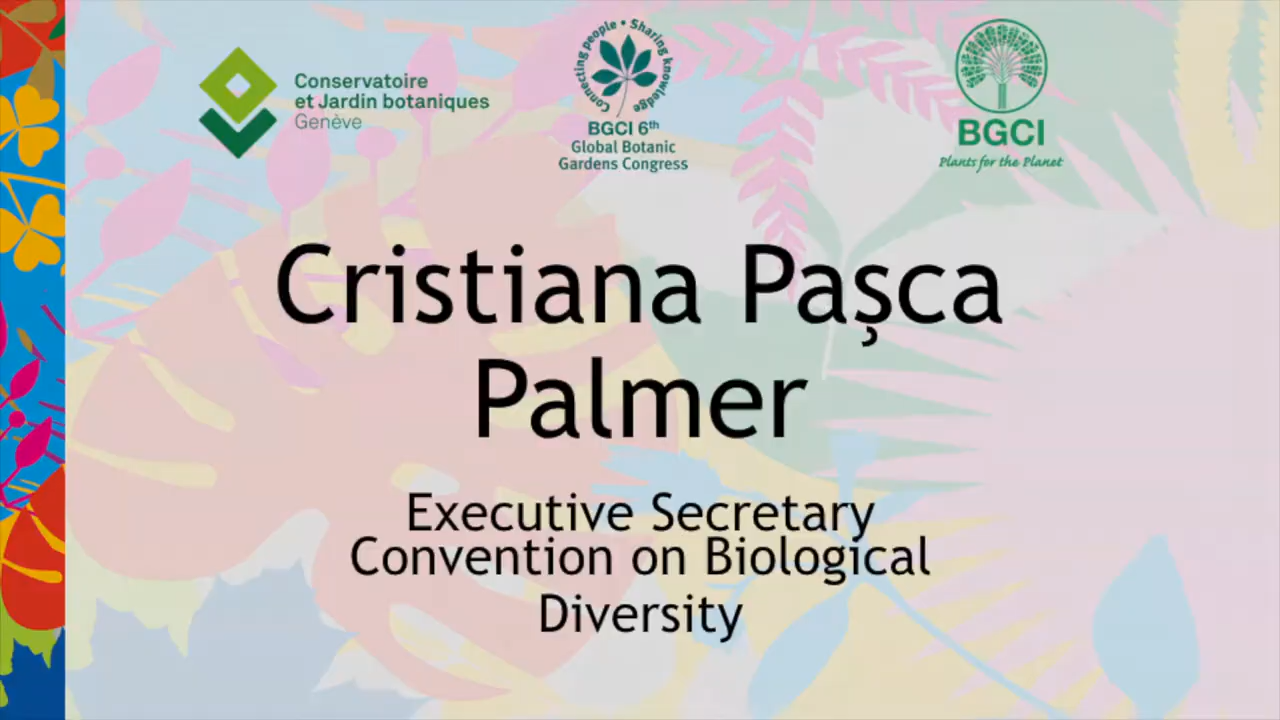 Conservatoire
et Jardin botaniques
Genève
Connecting people • Sharing knowledge
BGCI 6th
Global Botanic
Gardens Congress
BGCI
Plants for the Planet
Cristiana Pașca
Palmer
Executive Secretary
Convention on Biological
Diversity